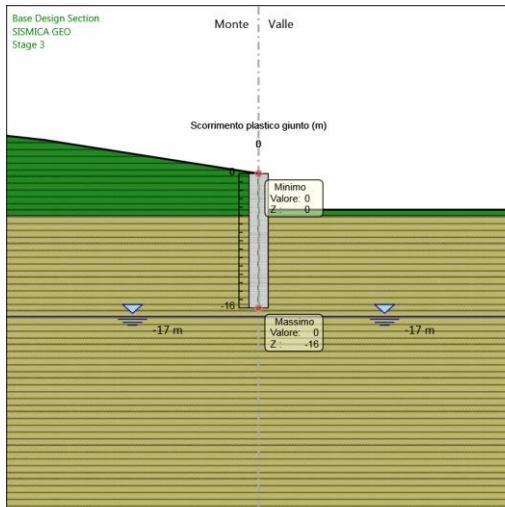 Base Design Section
SISMICA GEO
Stage 3
Monte Valle
Scorrimento plastico giunto (m)
0
0
Minimo
Valore: 0
Z : 0
-16
-17 m
-17 m
Massimo
Valore: 0
Z : -16